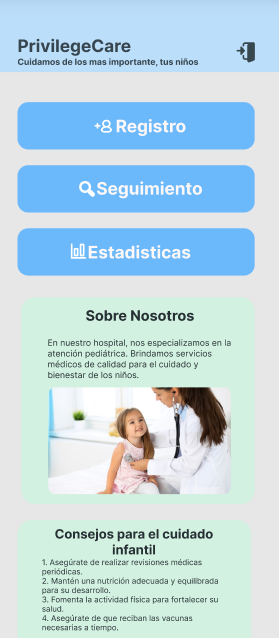 PrivilegeCare
Cuidamos de los mas importante, tus niños
Registro
Seguimiento
Estadisticas
Sobre Nosotros
En nuestro hospital, nos especializamos en la
atención pediátrica. Brindamos servicios
médicos de calidad para el cuidado y
bienestar de los niños.
Consejos para el cuidado
infantil
1. Asegúrate de realizar revisiones médicas
periódicas.
2. Mantén una nutrición adecuada y equilibrada
para su desarrollo.
3. Fomenta la actividad física para fortalecer su
salud.
4. Asegúrate de que reciban las vacunas
necesarias a tiempo.